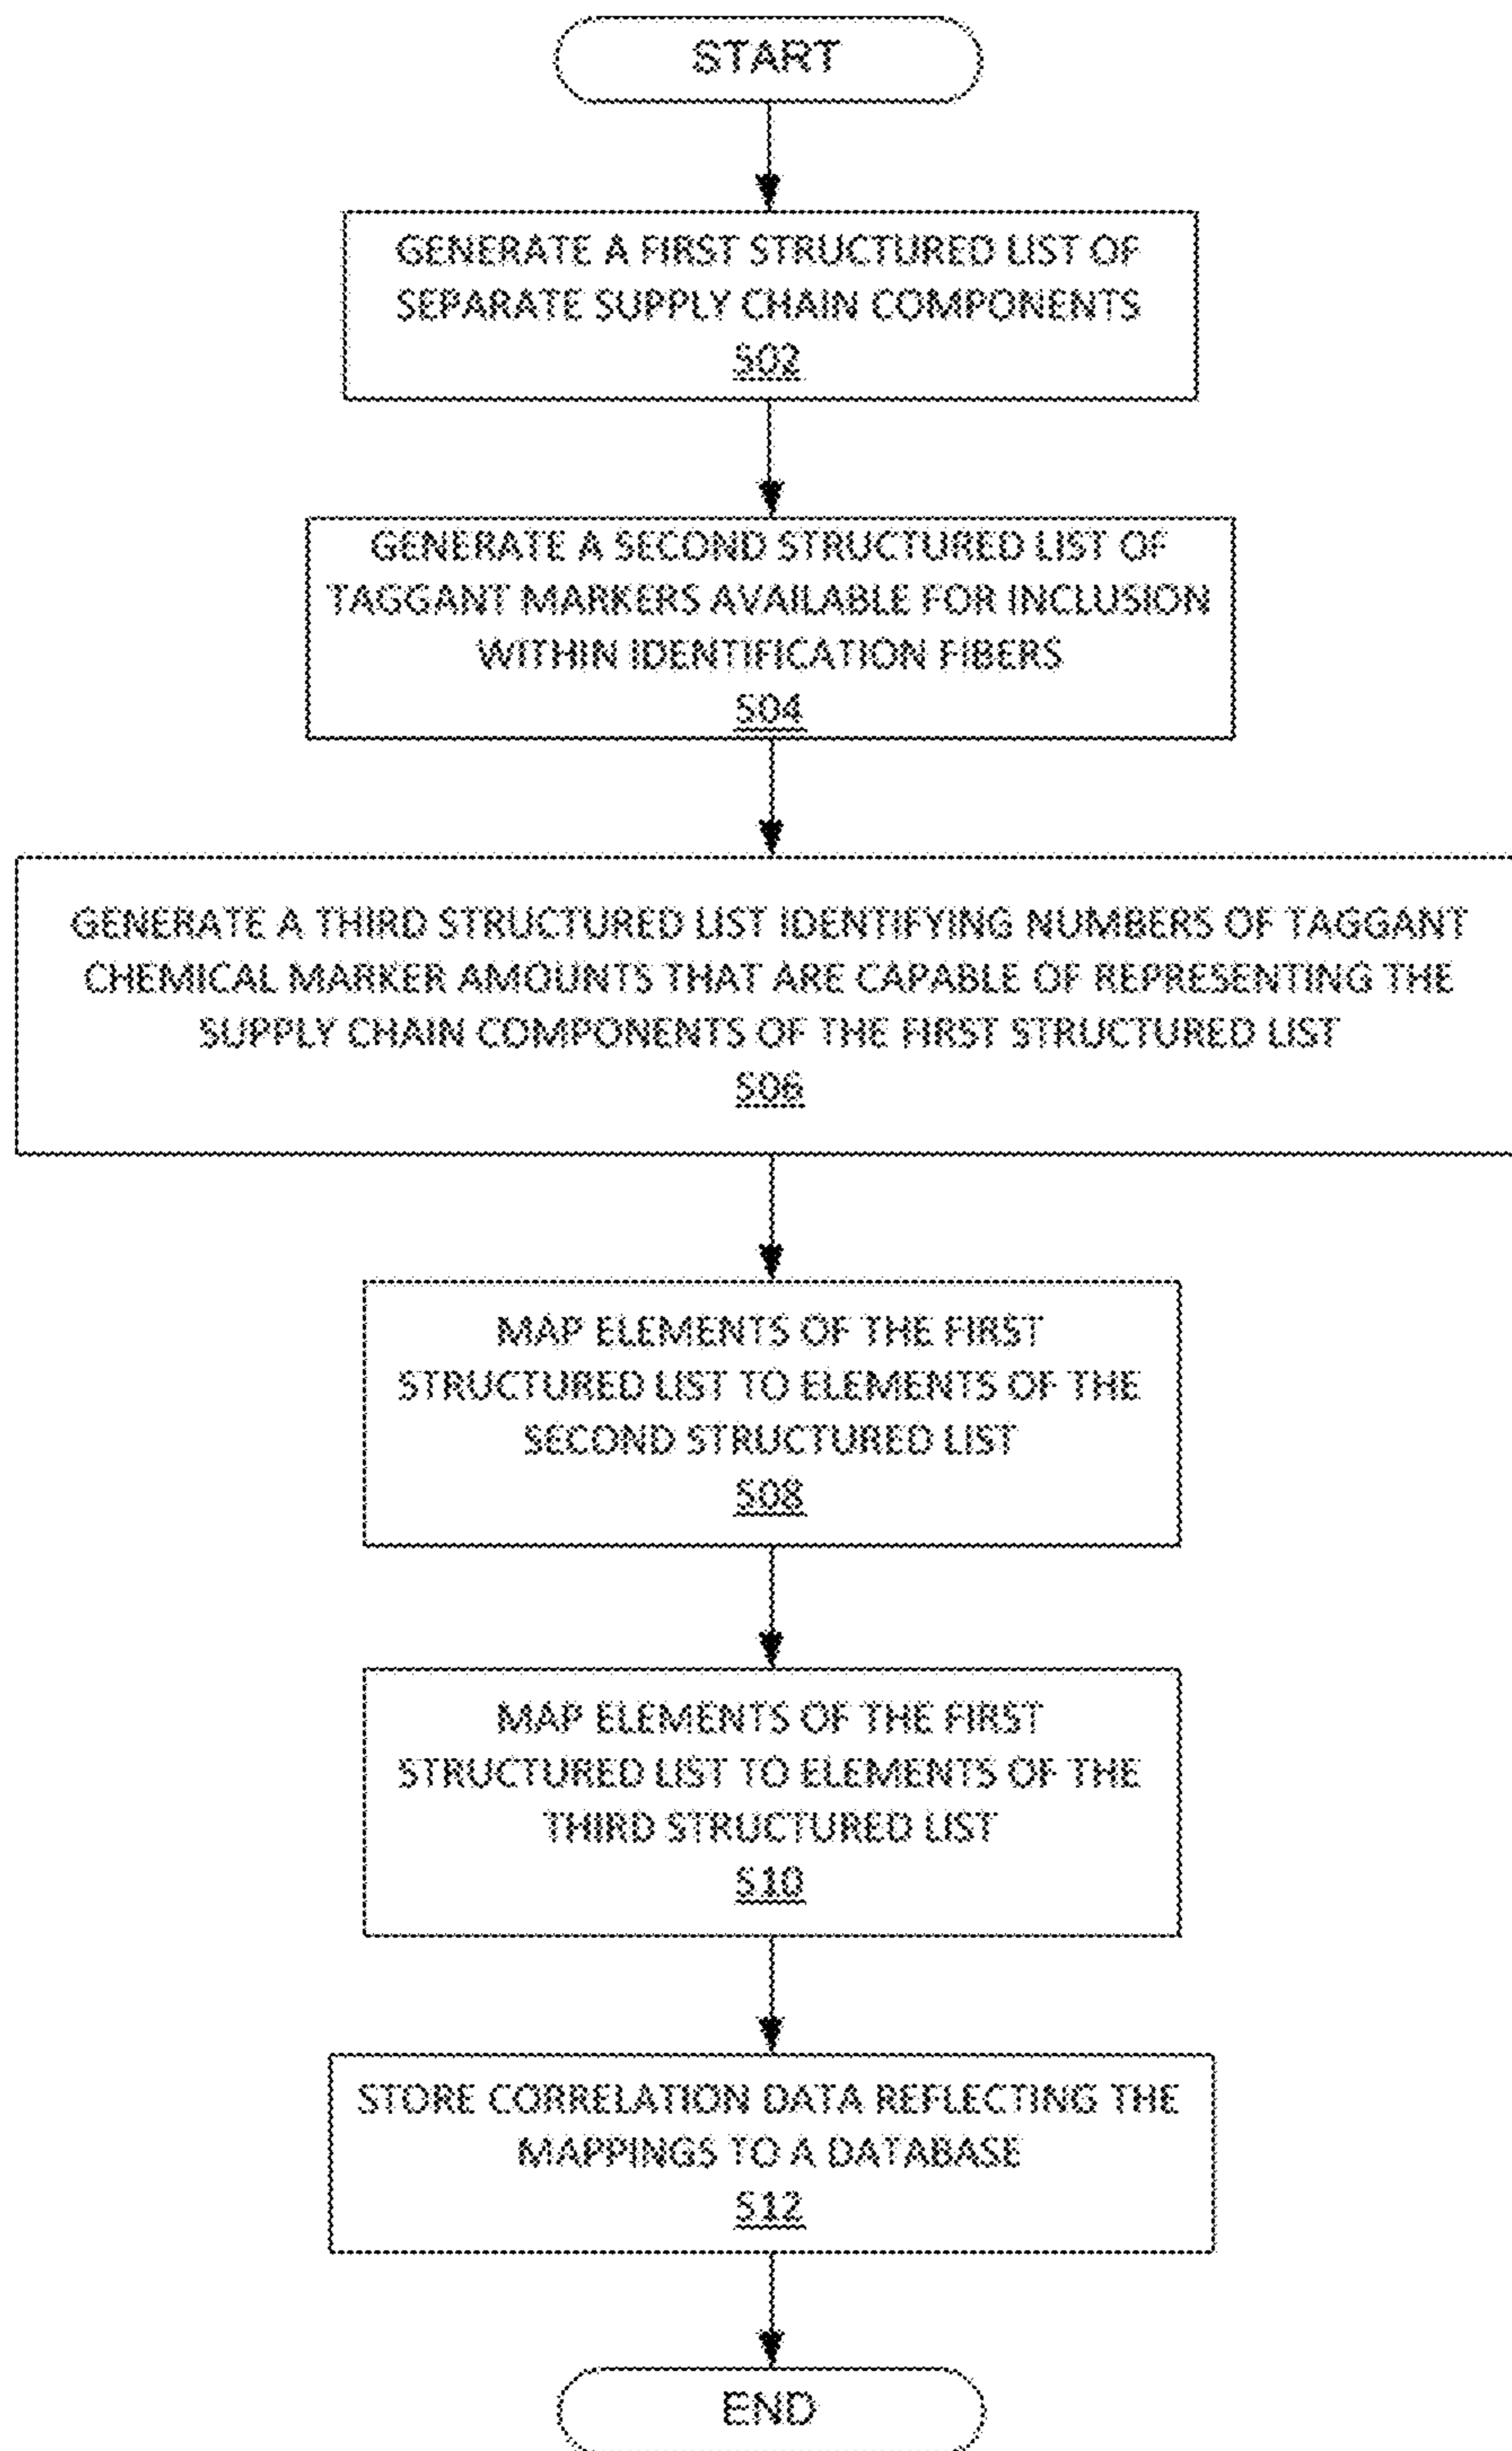 START
GENERATE A FIRST STRUCTURED LIST OF
SEPARATE SUPPLY CHAIN COMPONENTS
502
GENERATE A SECOND STRUCTURED LIST OF
TAGGANT MARKERS AVAILABLE FOR INCLUSION
WITHIN IDENTIFICATION FIBERS
504
GENERATE A THIRD STRUCTURED LIST IDENTIFYING NUMBERS OF TAGGANT
CHEMICAL MARKER AMOUNTS THAT ARE CAPABLE OF REPRESENTING THE
SUPPLY CHAIN COMPONENTS OF THE FIRST STRUCTURED LIST
506
MAP ELEMENTS OF THE FIRST
STRUCTURED LIST TO ELEMENTS OF THE
SECOND STRUCTURED LIST
508
MAP ELEMENTS OF THE FIRST
STRUCTURED LIST TO ELEMENTS OF THE
THIRD STRUCTURED LIST
510
STORE CORRELATION DATA REFLECTING THE
MAPPINGS TO A DATABASE
512
END